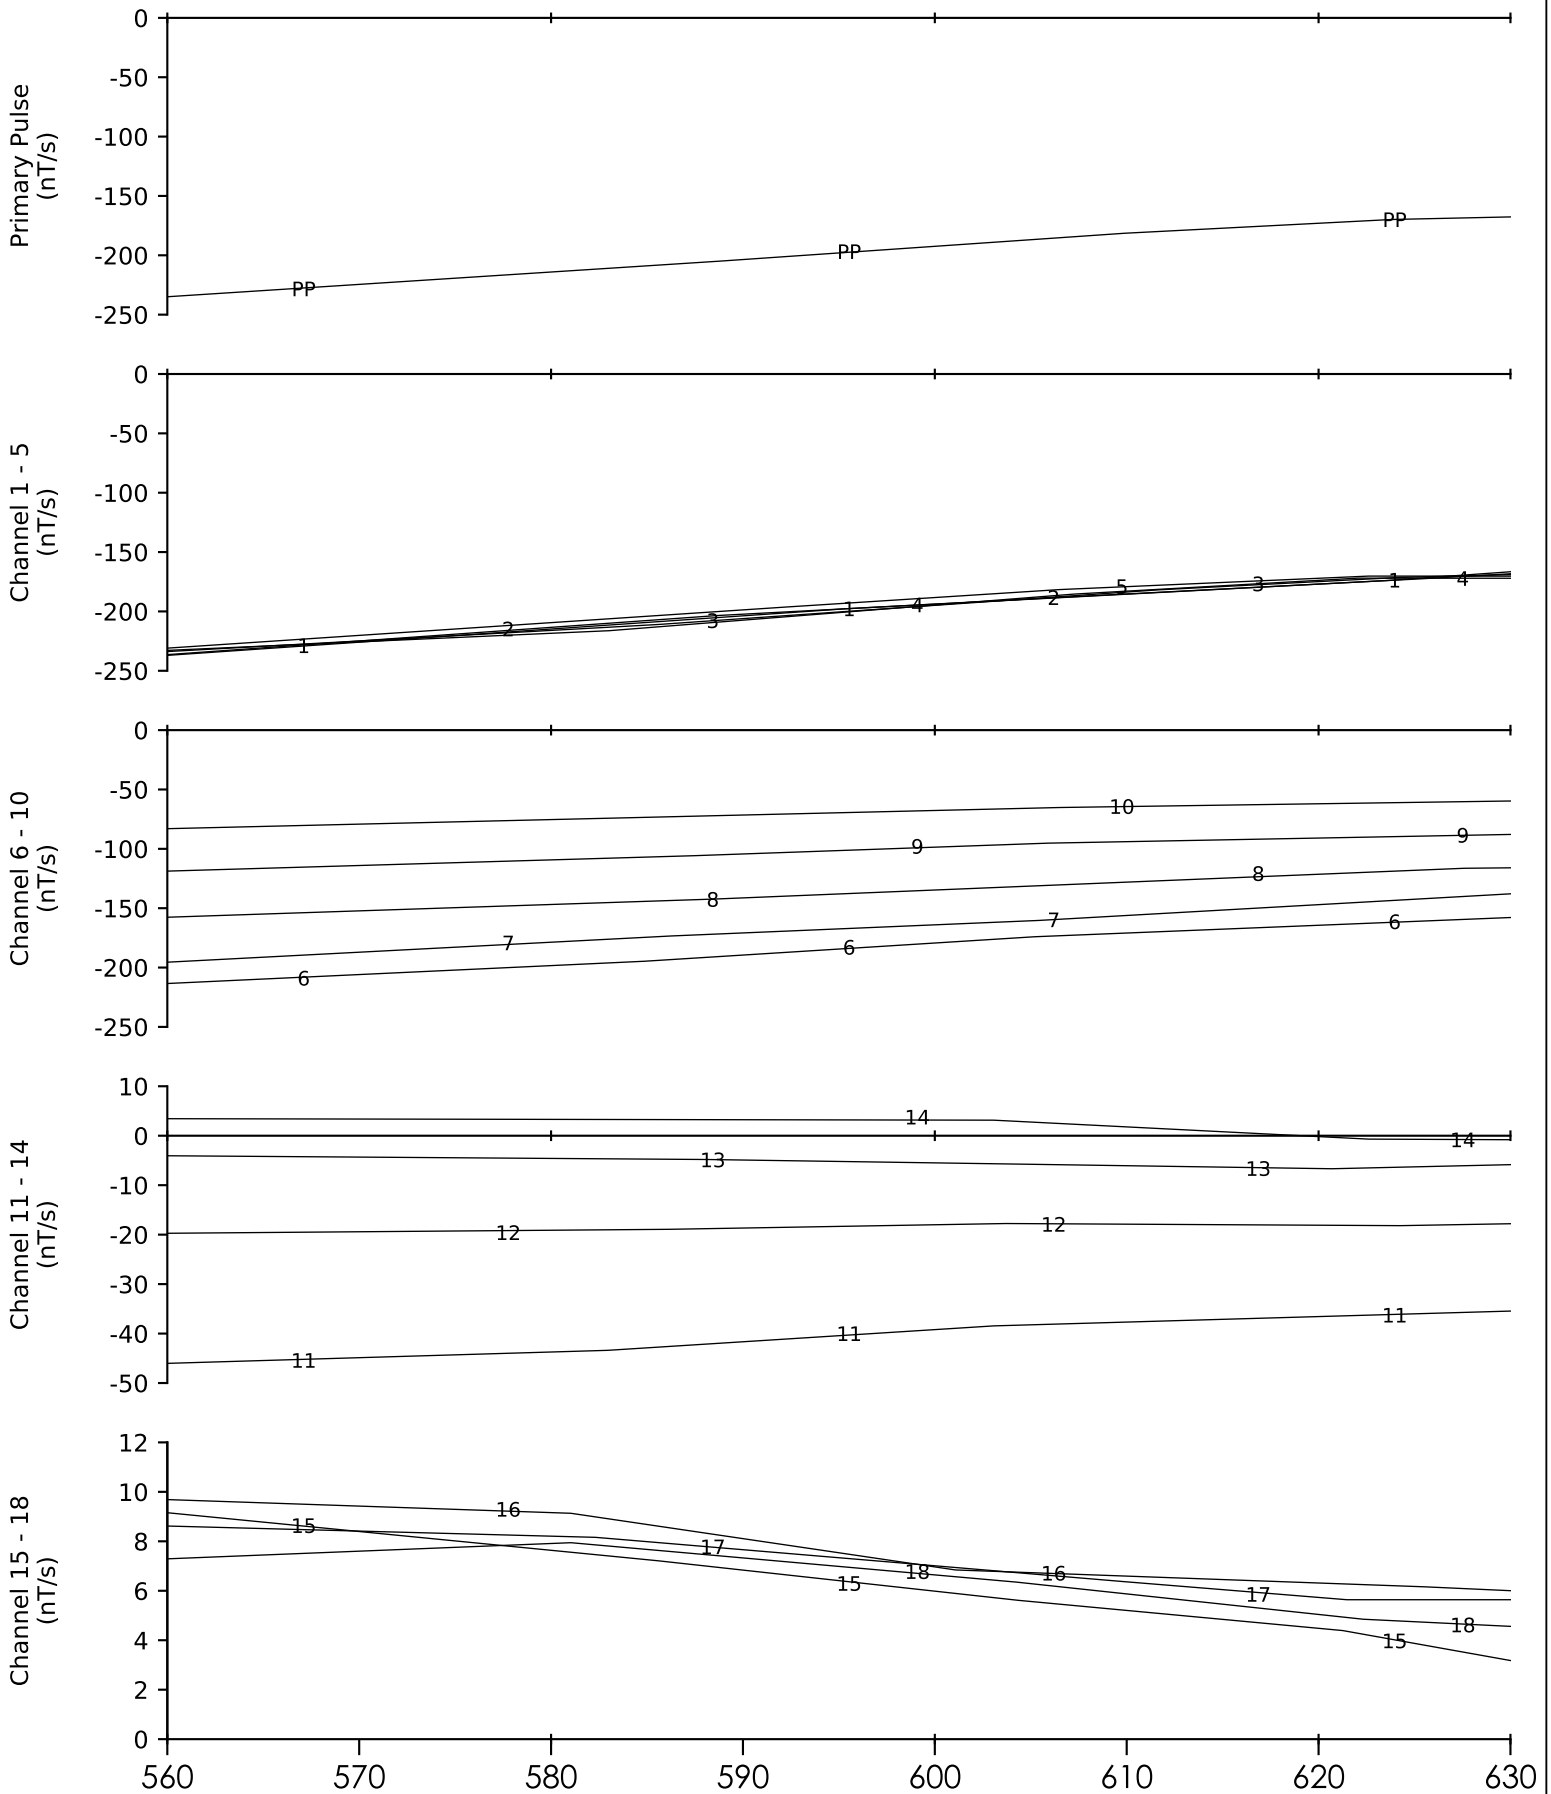 Primary Pulse
(nT/s)
0
-50
-100
-150
-200
-250
PP PP PP
Channel 1 - 5
(nT/s)
0
-50
-100
-150
-200
-250
1 2 3 1 4 2 5 3 1 4
Channel 6 - 10
(nT/s)
0
-50
-100
-150
-200
-250
10
9 9
8 8
7 7
6 6 6
Channel 11 - 14
(nT/s)
10
0
-10
-20
-30
-40
-50
14 14
13 13
12 12
11 11 11
Channel 15 - 18
(nT/s)
12
10
8
6
4
2
0
15 16 17 15 18 16 17 15 18
560 570 580 590 600 610 620 630